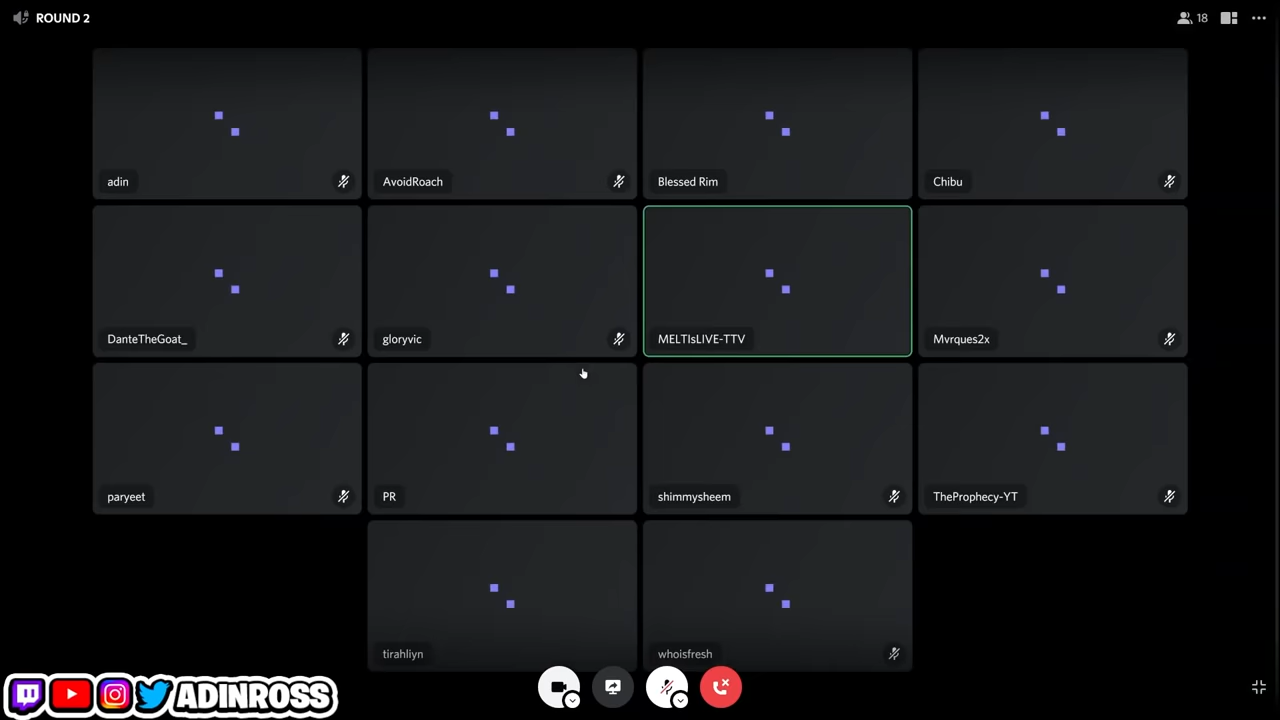 ROUND 2
18
adin
AvoidRoach
Blessed Rim
Chibu
DanteTheGoat_
gloryvic
MELTIsLIVE-TTV
Mvrques2x
paryeet
PR
shimmysheem
TheProphecy-YT
tirahliyn
whoisfresh
ADINROSS